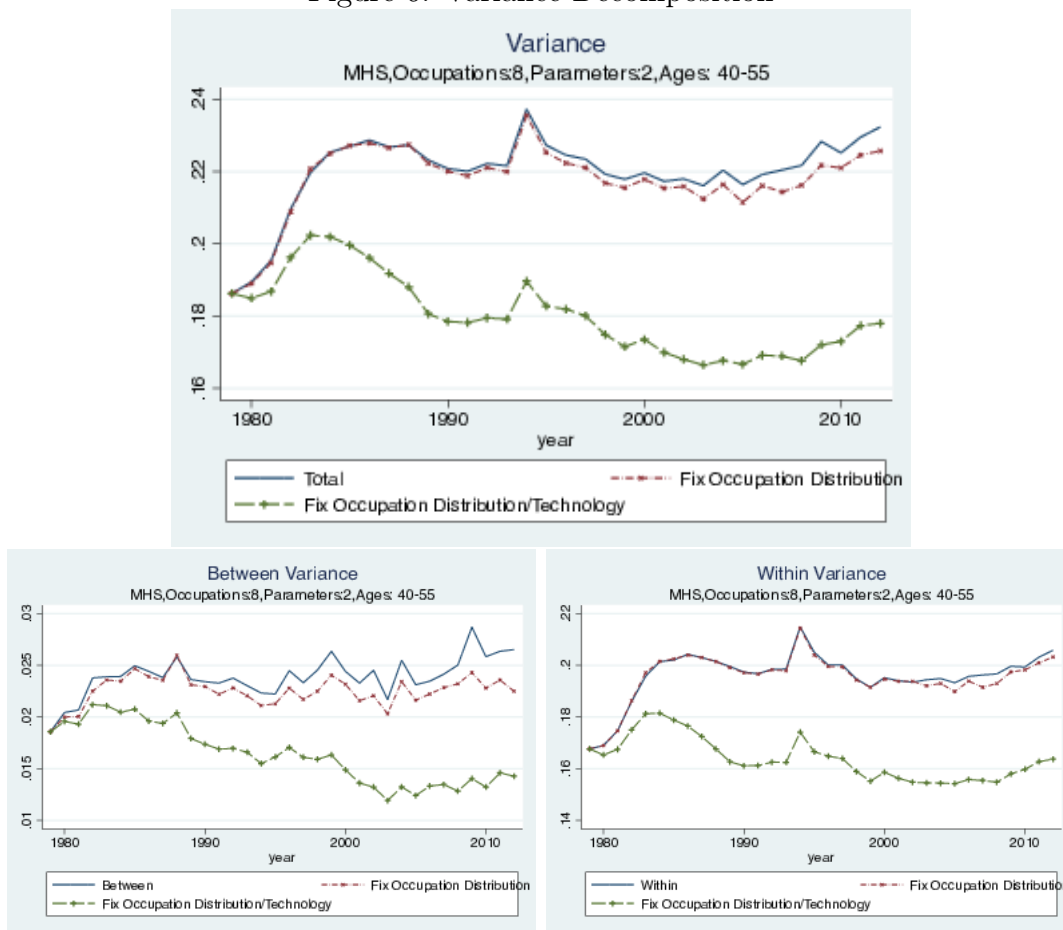 Variance
MHS,Occupations:8,Parameters:2,Ages: 40-55
.24
.22
.2
.18
.16
1980 1990 2000 2010
year
Total Fix Occupation Distribution
Fix Occupation Distribution/Technology
Between Variance
MHS,Occupations:8,Parameters:2,Ages: 40-55
.03
.025
.02
.015
.01
1980 1990 2000 2010
year
Between Fix Occupation Distribution
Fix Occupation Distribution/Technology
Within Variance
MHS,Occupations:8,Parameters:2,Ages: 40-55
.22
.2
.18
.16
.14
1980 1990 2000 2010
year
Within Fix Occupation Distributio
Fix Occupation Distribution/Technology